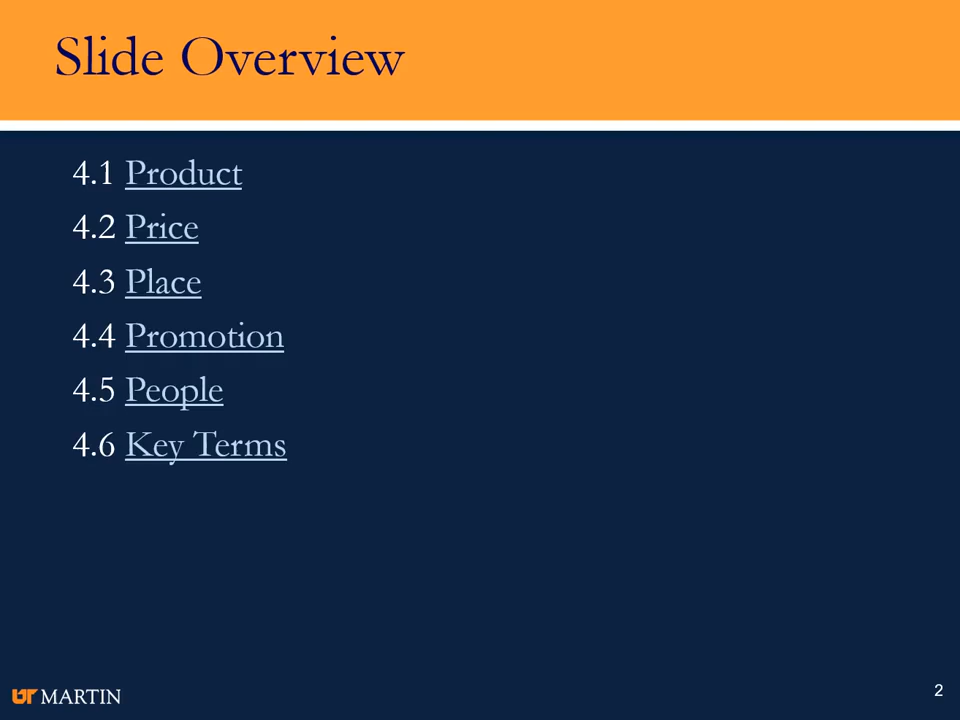 Slide Overview
4.1 Product
4.2 Price
4.3 Place
4.4 Promotion
4.5 People
4.6 Key Terms
UT MARTIN
2